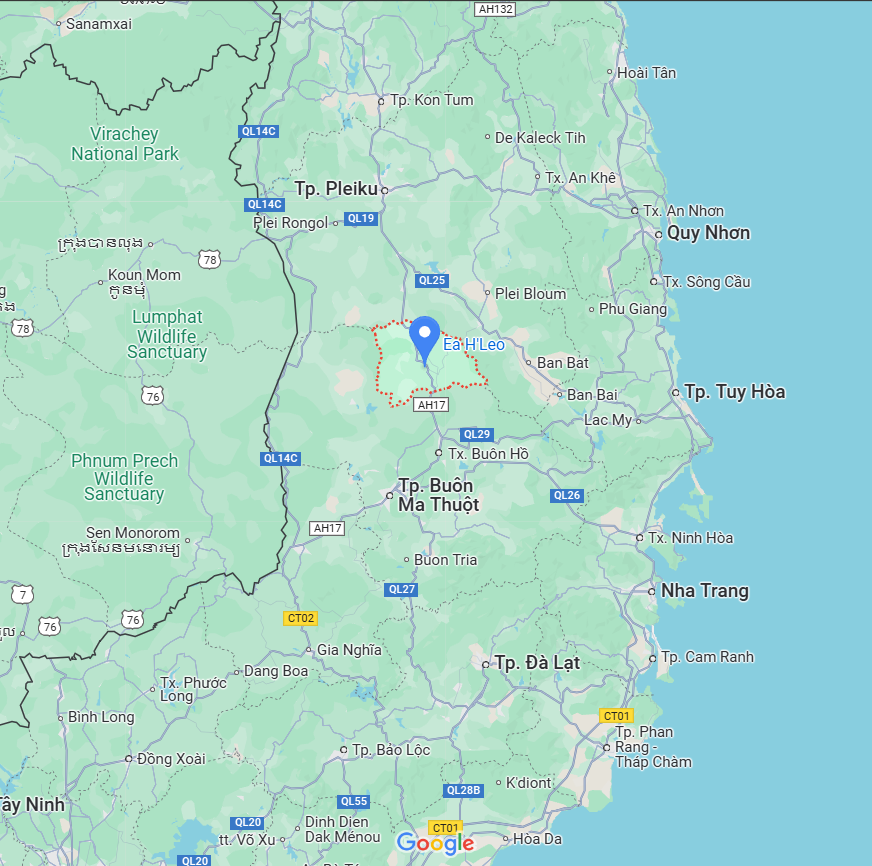 AH132
Sanamxai
Hoài Tân
Tp. Kon Tum
Virachey
National Park
QL14C
De Kaleck Tih
Tx. An Khê
Tp. Pleiku
QL14C
Plei Rongol
QL19
Tx. An Nhơn
Quy Nhơn
ក្រុងបានលុង
78
Koun Mom
កូនមុំ
QL25
Tx. Sông Cầu
Plei Bloum
Phu Giang
78
Lumphat
Wildlife
Sanctuary
Ea H'Leo
Ban Bat
76
Ban Bai
Tp. Tuy Hòa
AH17
Lac My
QL29
Tx. Buôn Hồ
QL14C
Phnum Prech
Wildlife
Sanctuary
Tp. Buôn
Ma Thuột
QL26
AH17
Sen Monorom
ក្រុងសែនមនោរម្យ
Tx. Ninh Hòa
Buon Tria
QL27
Nha Trang
7
76
76
CT02
Gia Nghĩa
Tp. Đà Lạt
Tp. Cam Ranh
Dang Boa
Tx. Phước
Long
Bình Long
CT01
Tp. Phan
Rang -
Tháp Chàm
Đồng Xoài
Tp. Bảo Lộc
K'diont
QL28B
Tây Ninh
QL55
QL20
Dinh Dien
Dak Ménou
tt. Võ Xu
CT01
Google
Hòa Da
QL20